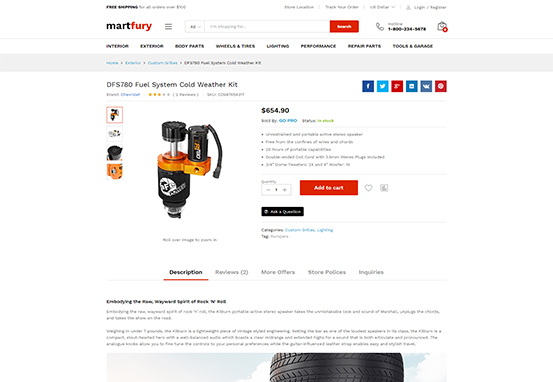 FREE SHIPPING for all orders over $100
Store Location
Track Your Order
US Dollar
Login / Register
martfury
All
I'm shopping for...
Search
Hotline
1-800-234-5678
0
INTERIOR
EXTERIOR
BODY PARTS
WHEELS & TIRES
LIGHTING
PERFORMANCE
REPAIR PARTS
TOOLS & GARAGE
Home > Exterior > Custom Grilles > DFS780 Fuel System Cold Weather Kit
DFS780 Fuel System Cold Weather Kit
Brand: Chevrolet
( 2 Reviews )
SKU:
$654.90
Sold By: GO PRO
Status: In stock
Unrestrained and portable active stereo speaker
Free from the confines of wires and chords
20 hours of portable capabilities
Double-ended Coil Cord with 3.5mm Stereo Plugs Included
3/4″ Dome Tweeters: 2X and 4″ Woofer: 1X
Quantity
1
Add to cart
Ask a Question
Categories: Custom Grilles, Lighting
Tag: Bumpers
Roll over image to zoom in
Description
Reviews (2)
More Offers
Store Polices
Inquiries
Embodying the Raw, Wayward Spirit of Rock 'N' Roll
Embodying the raw, wayward spirit of rock 'n' roll, the Kilburn portable active stereo speaker takes the unmistakable look and sound of Marshall, unplugs the chords,
and takes the show on the road.
Weighing in under 7 pounds, the Kilburn is a lightweight piece of vintage styled engineering. Setting the bar as one of the loudest speakers in its class, the Kilburn is a
compact, stout-hearted hero with a well-balanced audio which boasts a clear midrange and extended highs for a sound that is both articulate and pronounced. The
analogue knobs allow you to fine tune the controls to your personal preferences while the guitar-influenced leather strap enables easy and stylish travel.